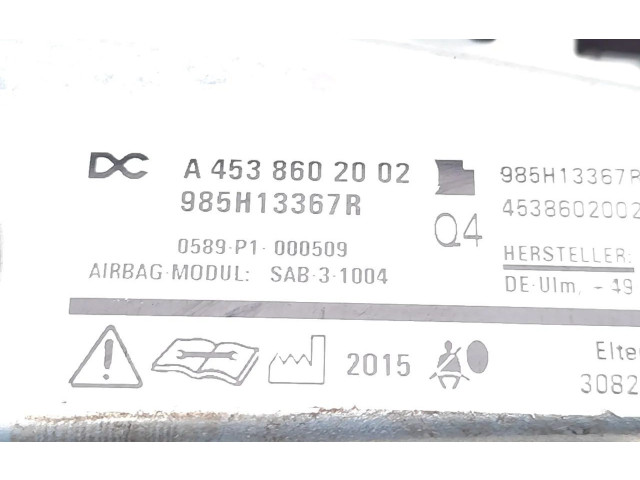 DC A 453 860 20 02
985H13367R
0589-P1-000509
AIRBAG-MODUL: SAB-3-1004
2015
Q4
985H13367R
4538602002
HERSTELLER:
DE-Ulm, - 49
3082